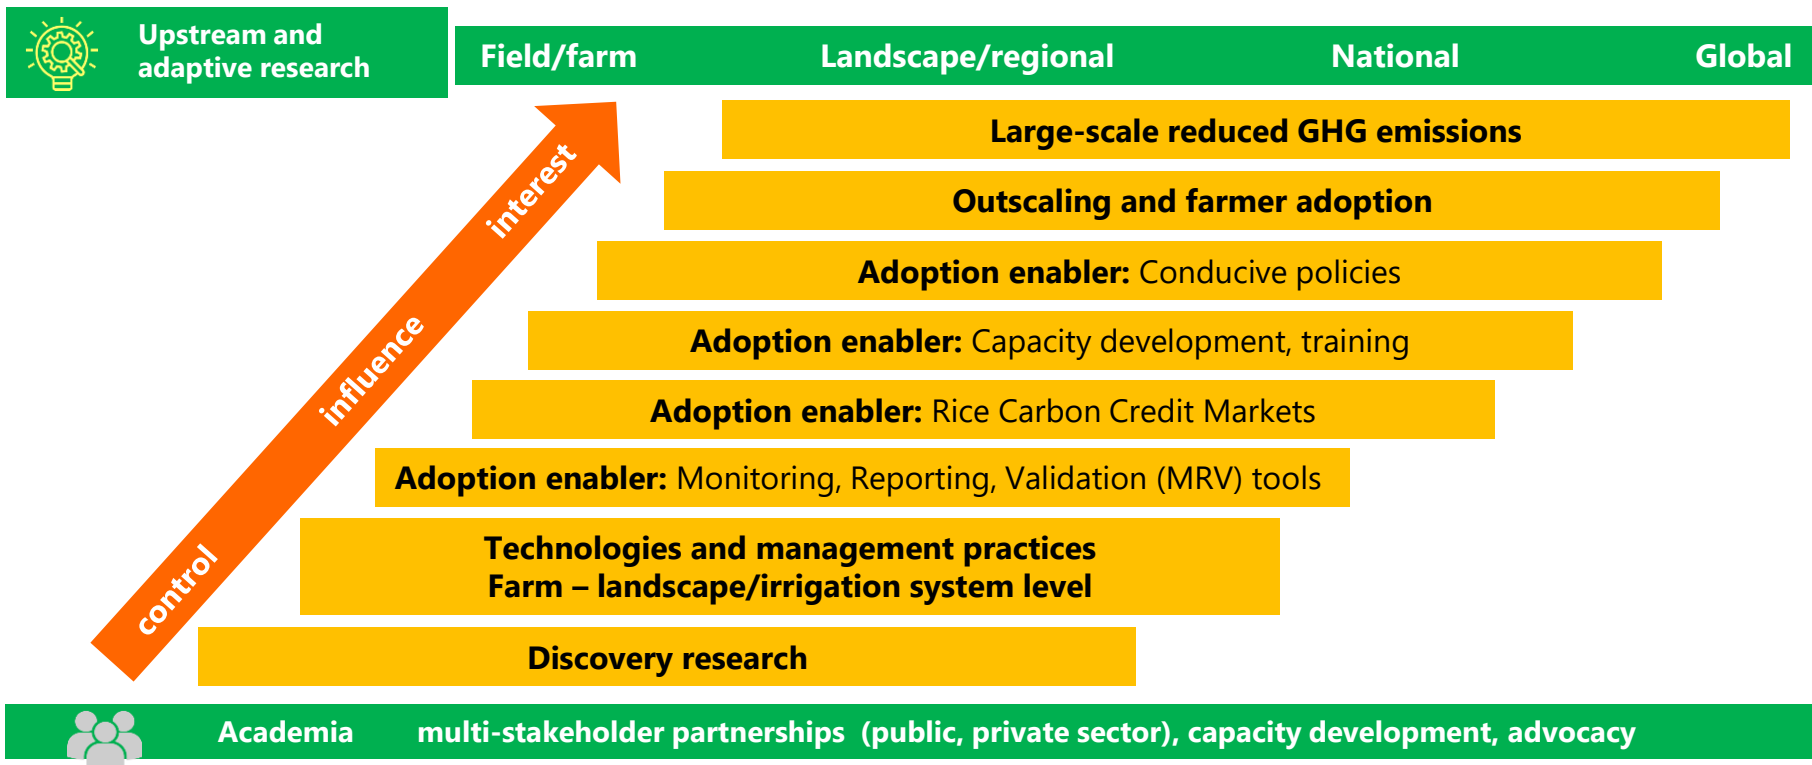 Upstream and
adaptive research
Field/farm Landscape/regional National Global
Large-scale reduced GHG emissions
Outscaling and farmer adoption
Adoption enabler: Conducive policies
Adoption enabler: Capacity development, training
Adoption enabler: Rice Carbon Credit Markets
Adoption enabler: Monitoring, Reporting, Validation (MRV) tools
Technologies and management practices
Farm – landscape/irrigation system level
Discovery research
control influence interest
Academia multi-stakeholder partnerships (public, private sector), capacity development, advocacy